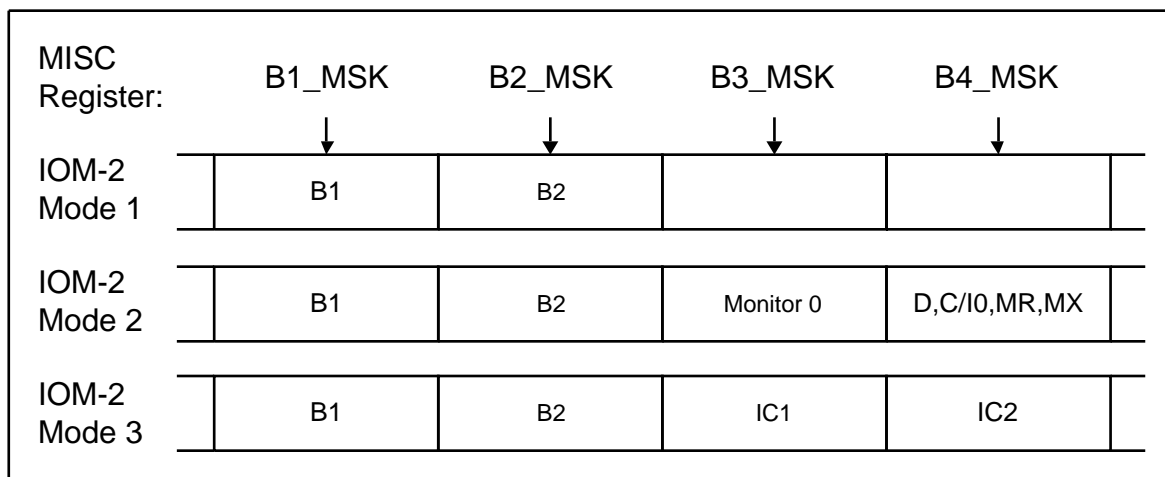 MISC
Register:
B1_MSK B2_MSK B3_MSK B4_MSK
IOM-2
Mode 1
B1 B2
IOM-2
Mode 2
B1 B2 Monitor 0 D,C/I0,MR,MX
IOM-2
Mode 3
B1 B2 IC1 IC2